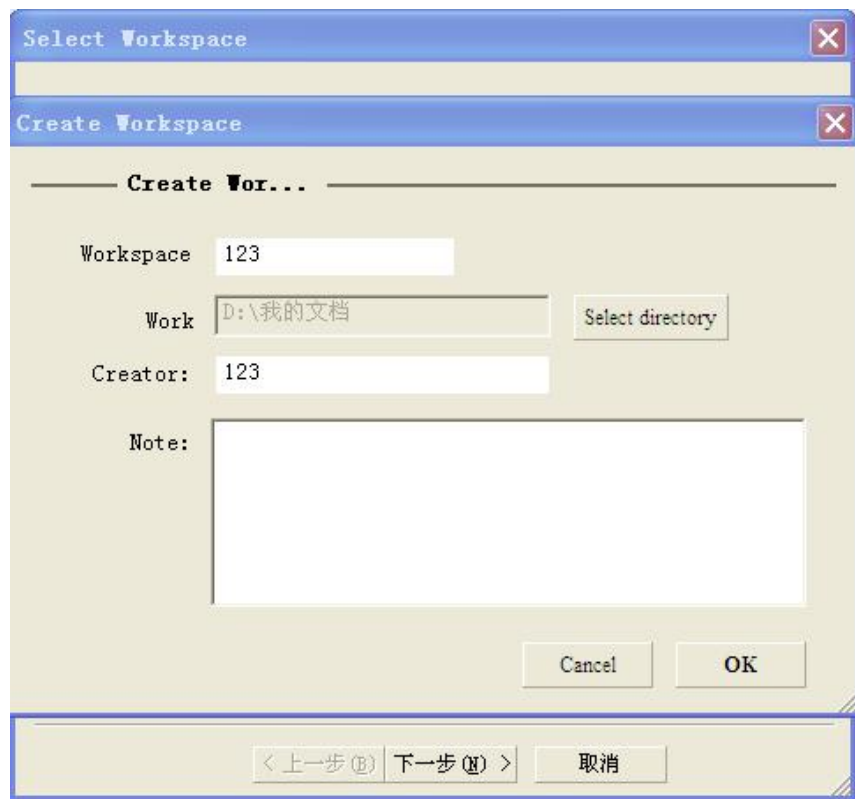 Select Workspace
Create Workspace
Create Wor...
Workspace 123
Work D:\我的文档 Select directory
Creator: 123
Note:
Cancel OK
< 上一步(B) 下一步(N) > 取消